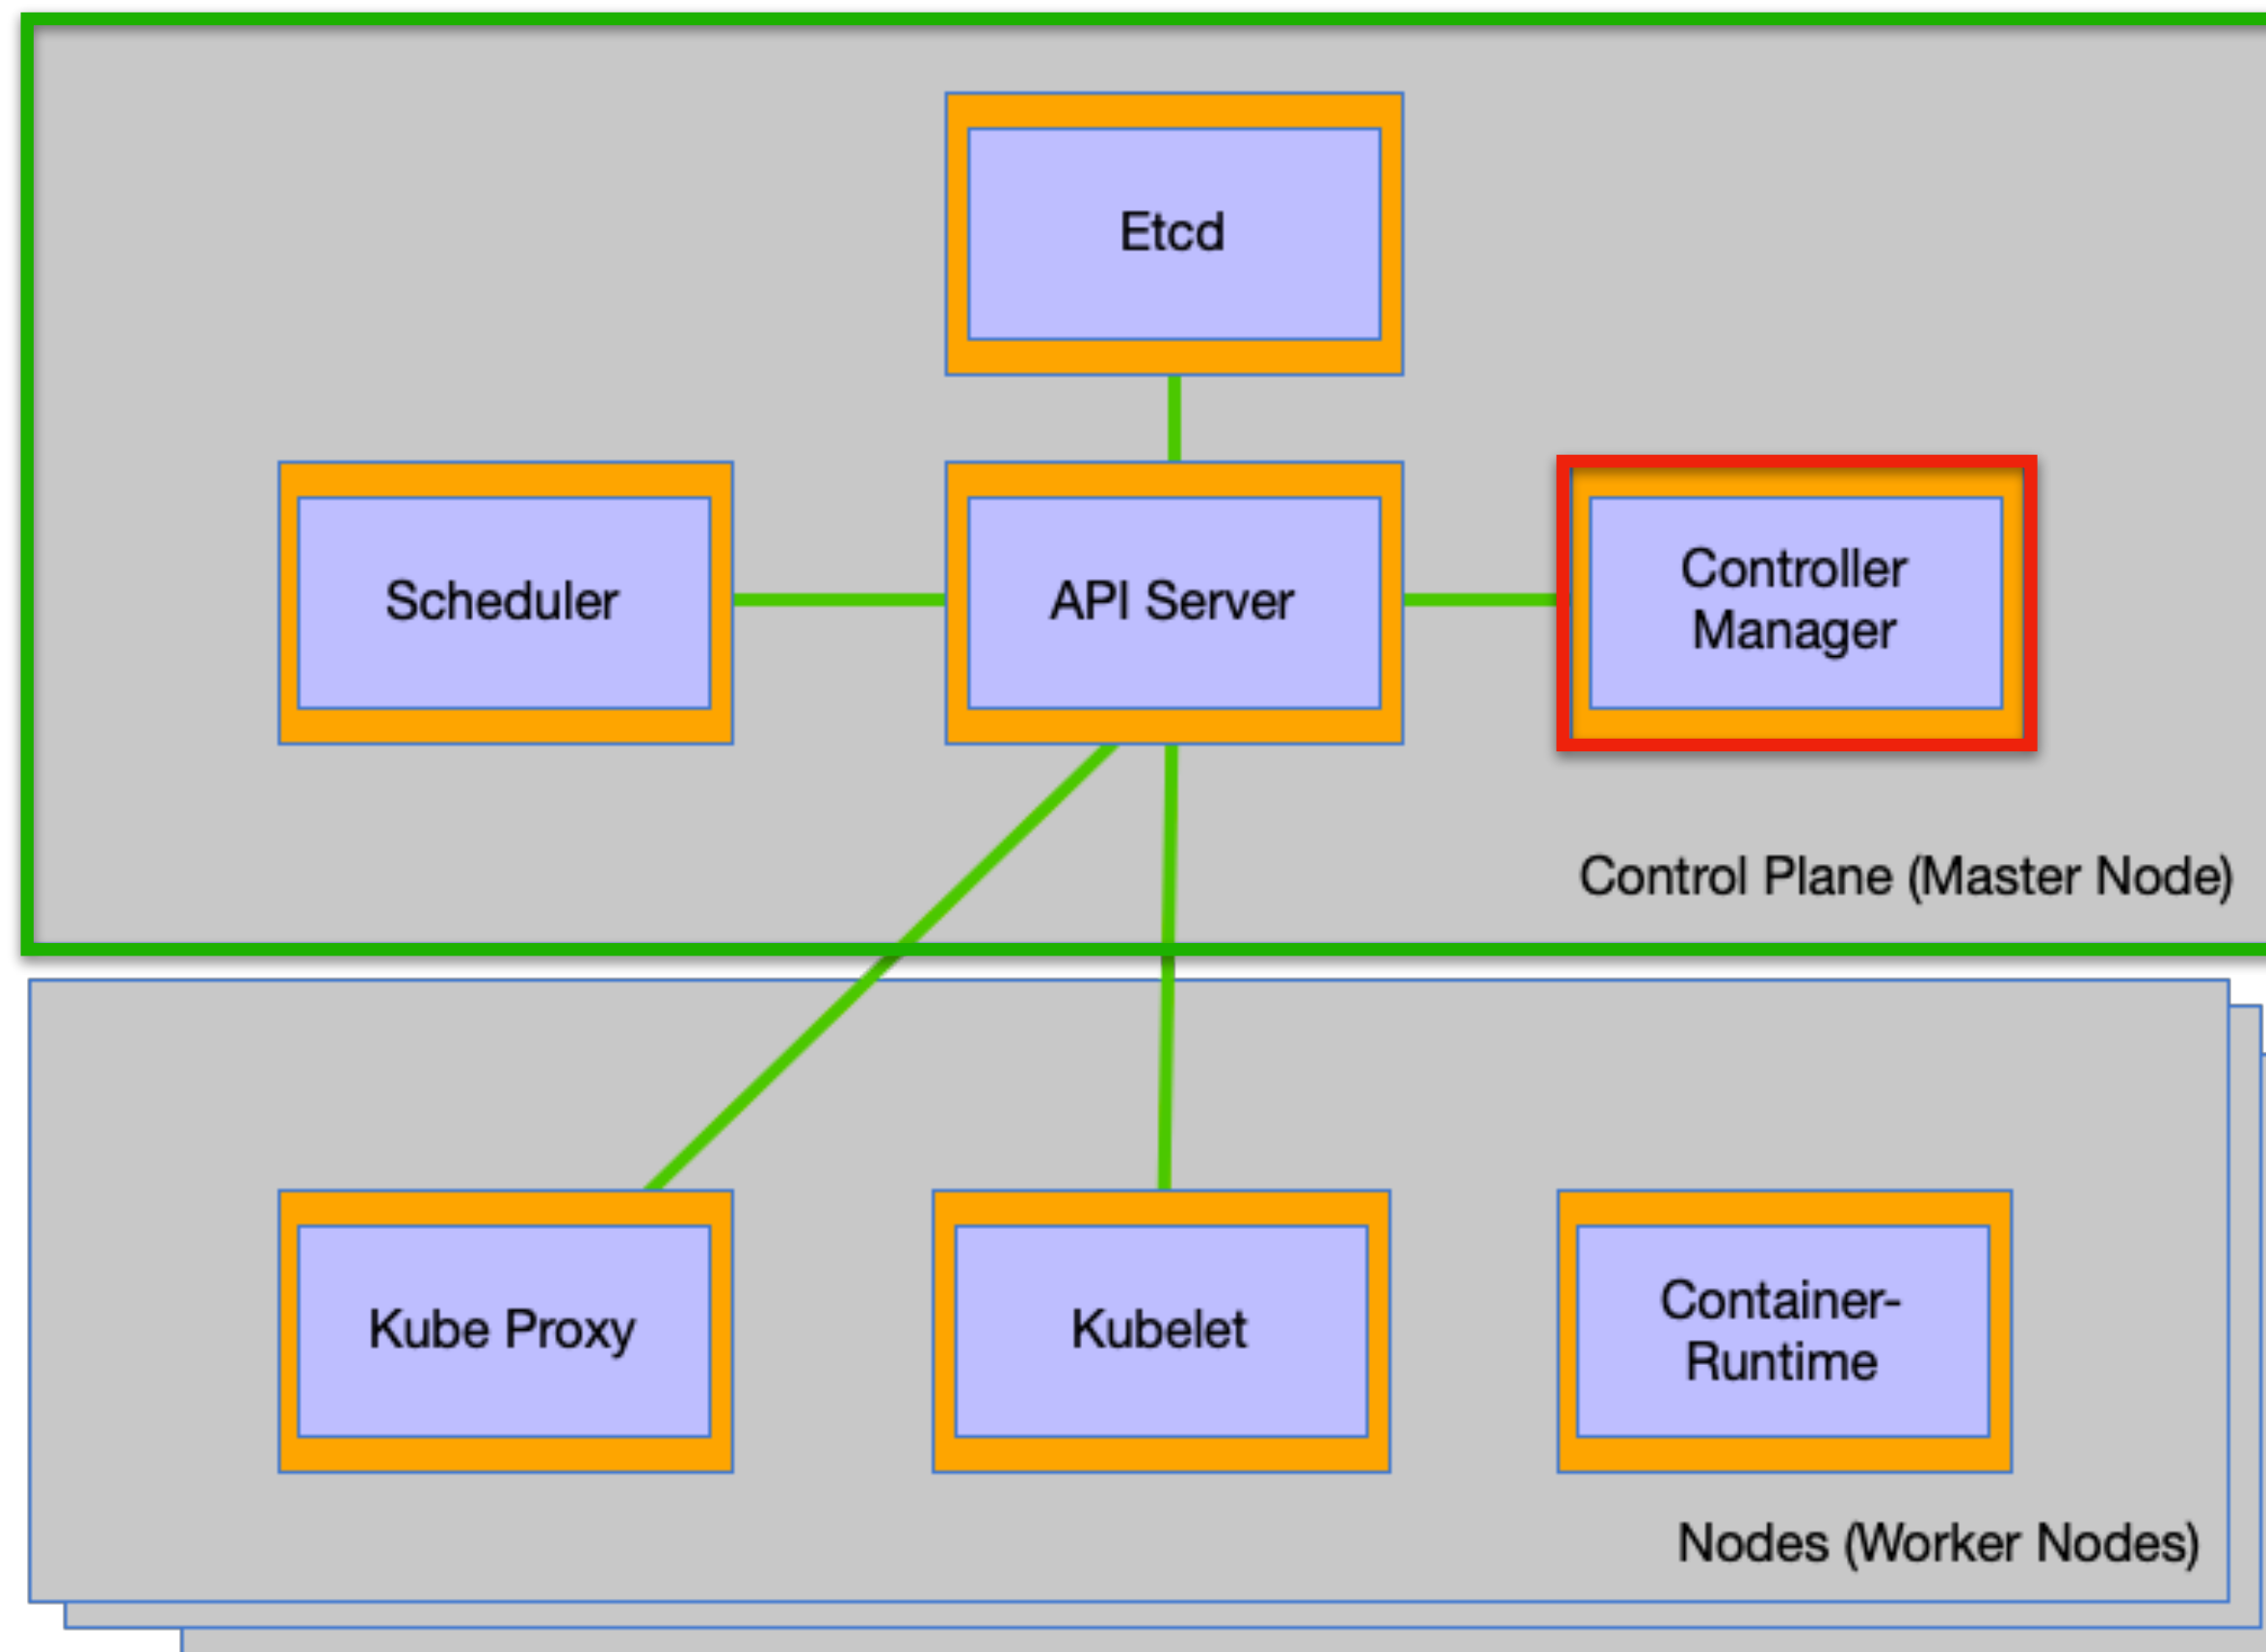 Etcd
Scheduler
API Server
Controller
Manager
Control Plane (Master Node)
Kube Proxy
Kubelet
Container-
Runtime
Nodes (Worker Nodes)